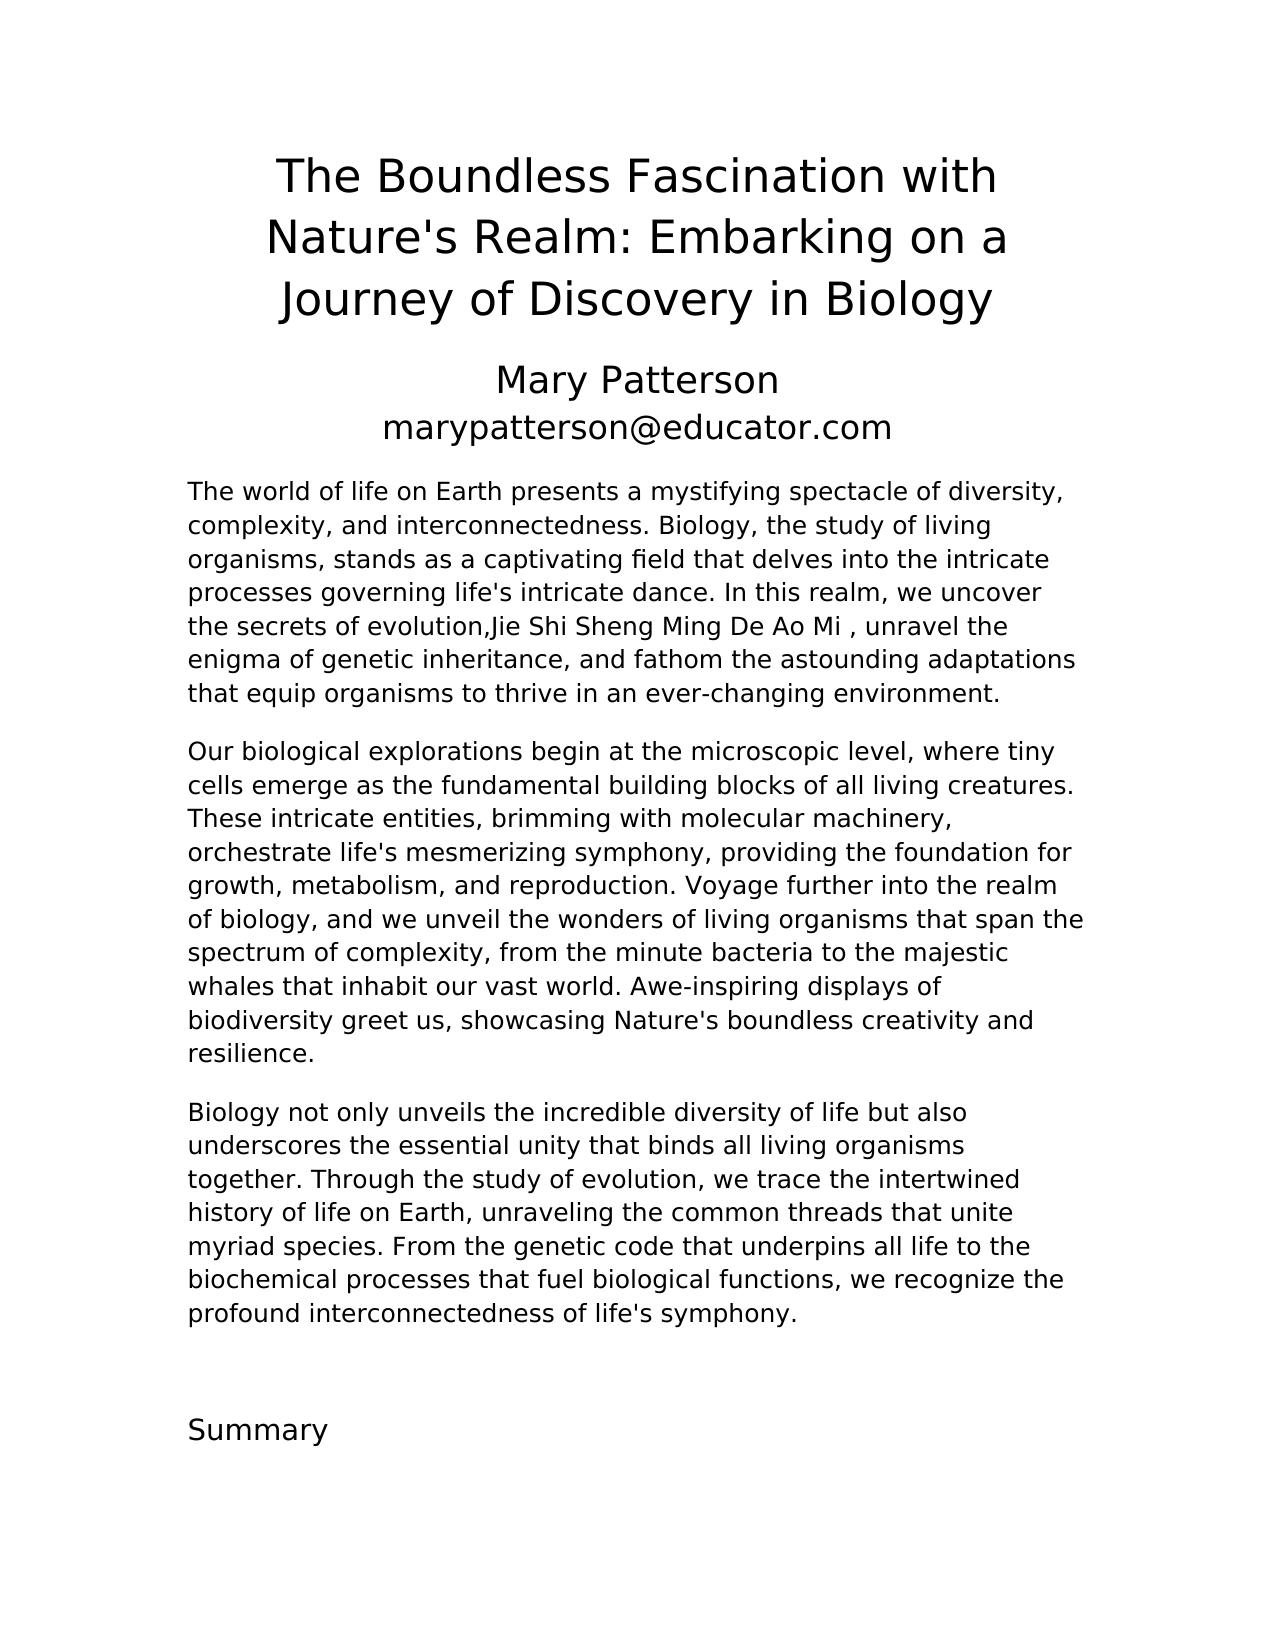 The Boundless Fascination with
Nature's Realm: Embarking on a
Journey of Discovery in Biology
Mary Patterson
marypatterson@educator.com
The world of life on Earth presents a mystifying spectacle of diversity,
complexity, and interconnectedness. Biology, the study of living
organisms, stands as a captivating field that delves into the intricate
processes governing life's intricate dance. In this realm, we uncover
the secrets of evolution,Jie Shi Sheng Ming De Ao Mi , unravel the
enigma of genetic inheritance, and fathom the astounding adaptations
that equip organisms to thrive in an ever-changing environment.
Our biological explorations begin at the microscopic level, where tiny
cells emerge as the fundamental building blocks of all living creatures.
These intricate entities, brimming with molecular machinery,
orchestrate life's mesmerizing symphony, providing the foundation for
growth, metabolism, and reproduction. Voyage further into the realm
of biology, and we unveil the wonders of living organisms that span the
spectrum of complexity, from the minute bacteria to the majestic
whales that inhabit our vast world. Awe-inspiring displays of
biodiversity greet us, showcasing Nature's boundless creativity and
resilience.
Biology not only unveils the incredible diversity of life but also
underscores the essential unity that binds all living organisms
together. Through the study of evolution, we trace the intertwined
history of life on Earth, unraveling the common threads that unite
myriad species. From the genetic code that underpins all life to the
biochemical processes that fuel biological functions, we recognize the
profound interconnectedness of life's symphony.
Summary